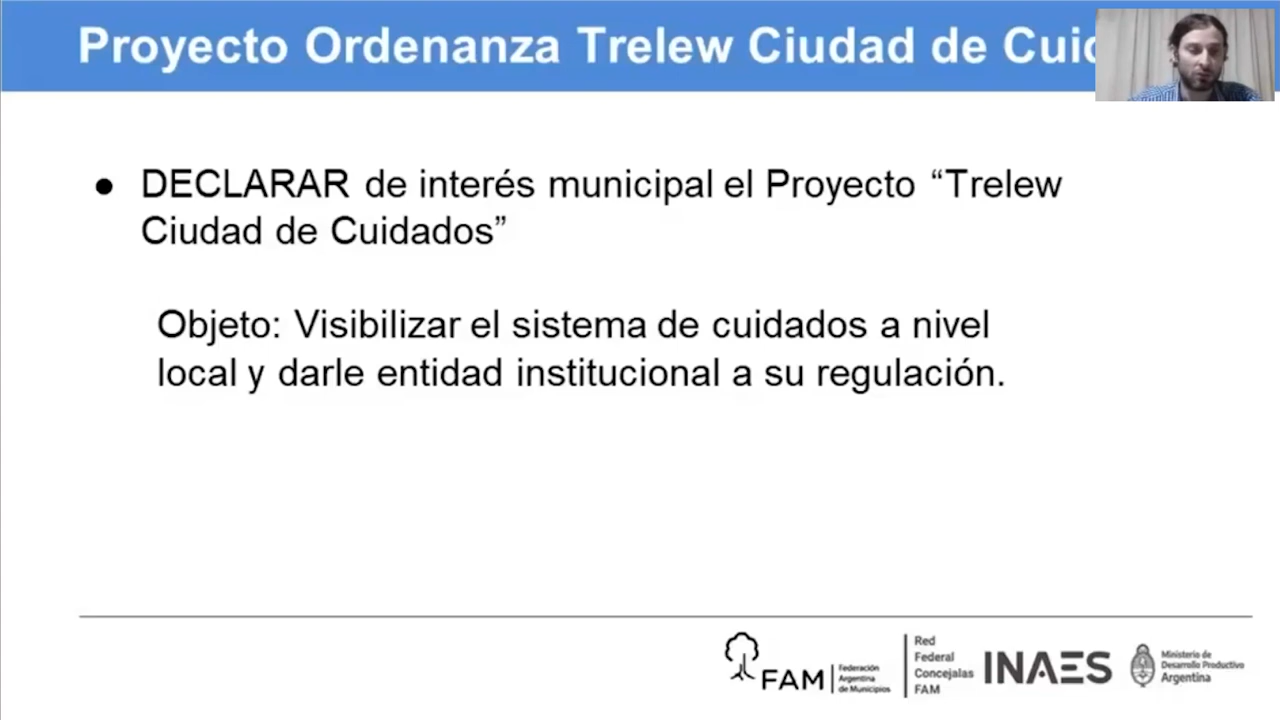 Proyecto Ordenanza Trelew Ciudad de
● DECLARAR de interés municipal el Proyecto “Trelew
Ciudad de Cuidados”
Objeto: Visibilizar el sistema de cuidados a nivel
local y darle entidad institucional a su regulación.
FAM
Federación
Argentina
de Municipios
Red
Federal
Concejalas
FAM
INAES
Ministerio de
Desarrollo Productivo
Argentina